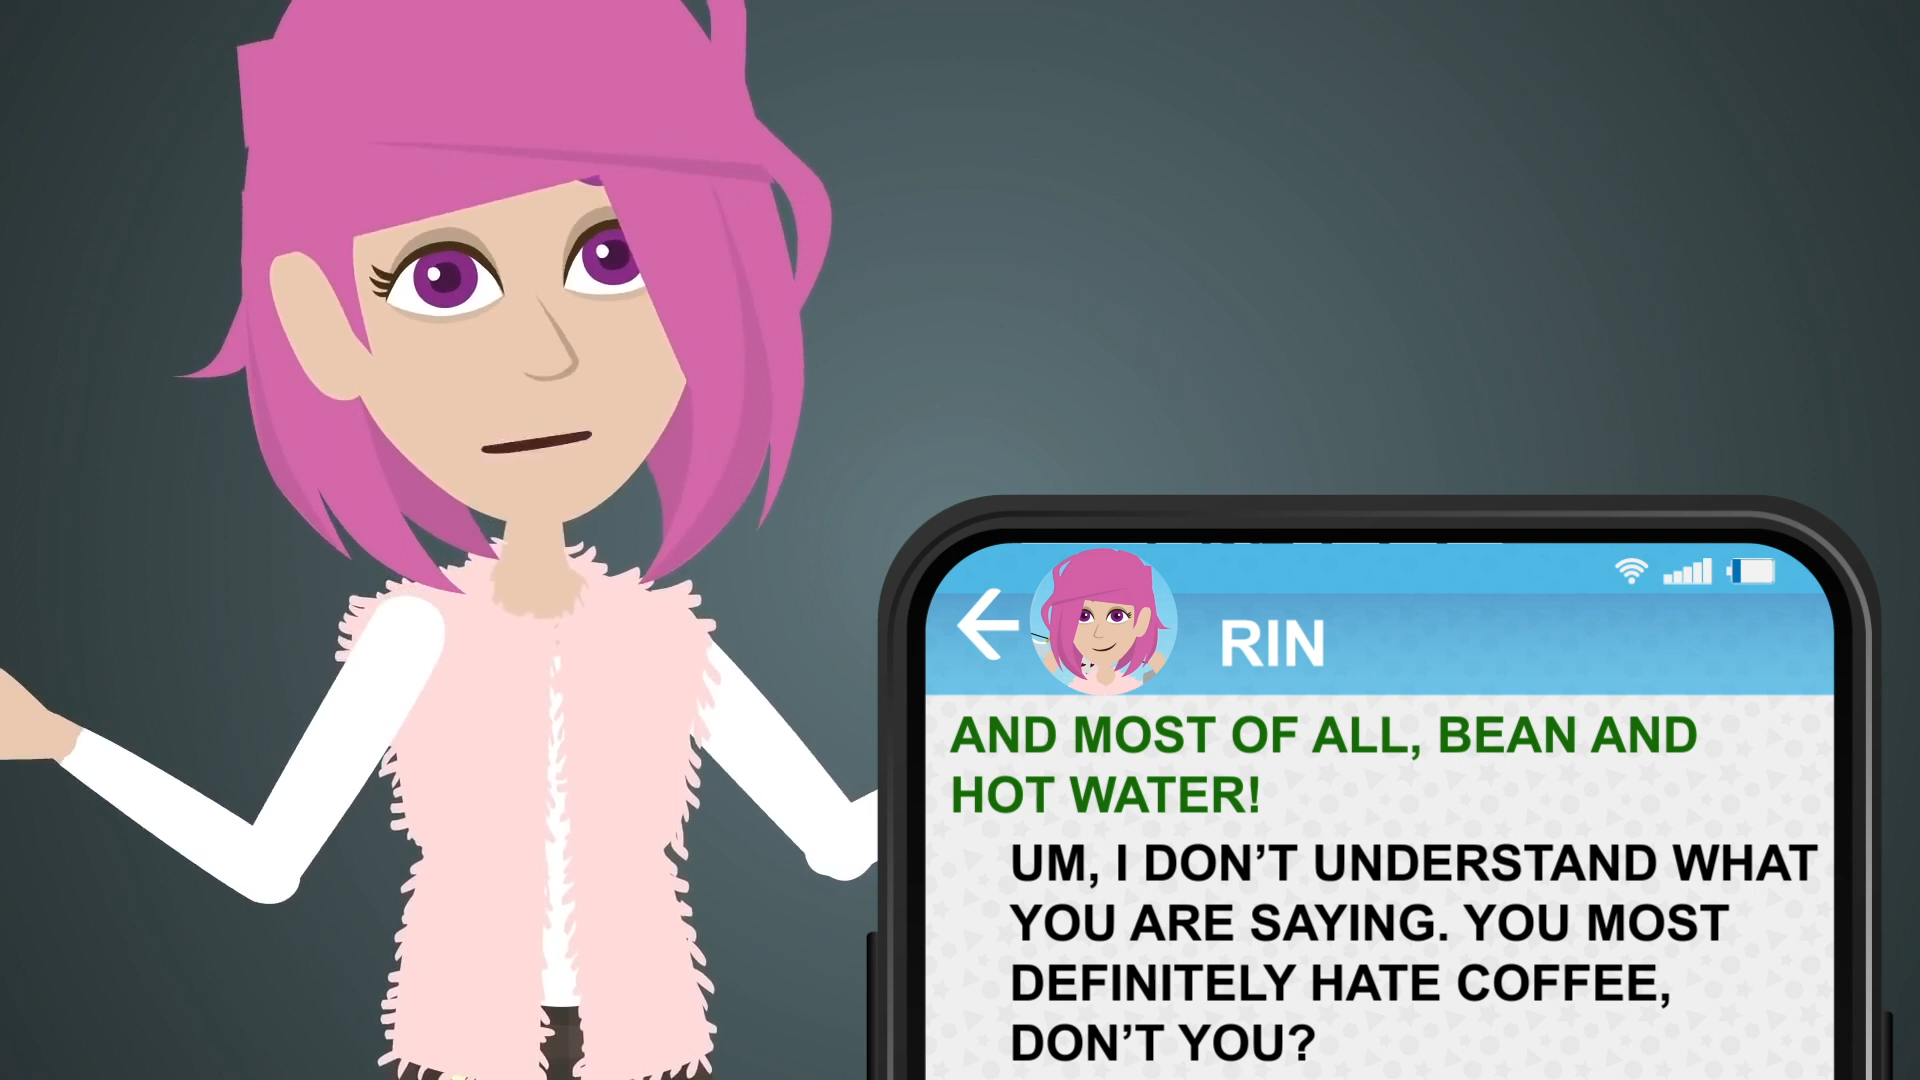 RIN
AND MOST OF ALL, BEAN AND
HOT WATER!
UM, I DON’T UNDERSTAND WHAT
YOU ARE SAYING. YOU MOST
DEFINITELY HATE COFFEE,
DON’T YOU?